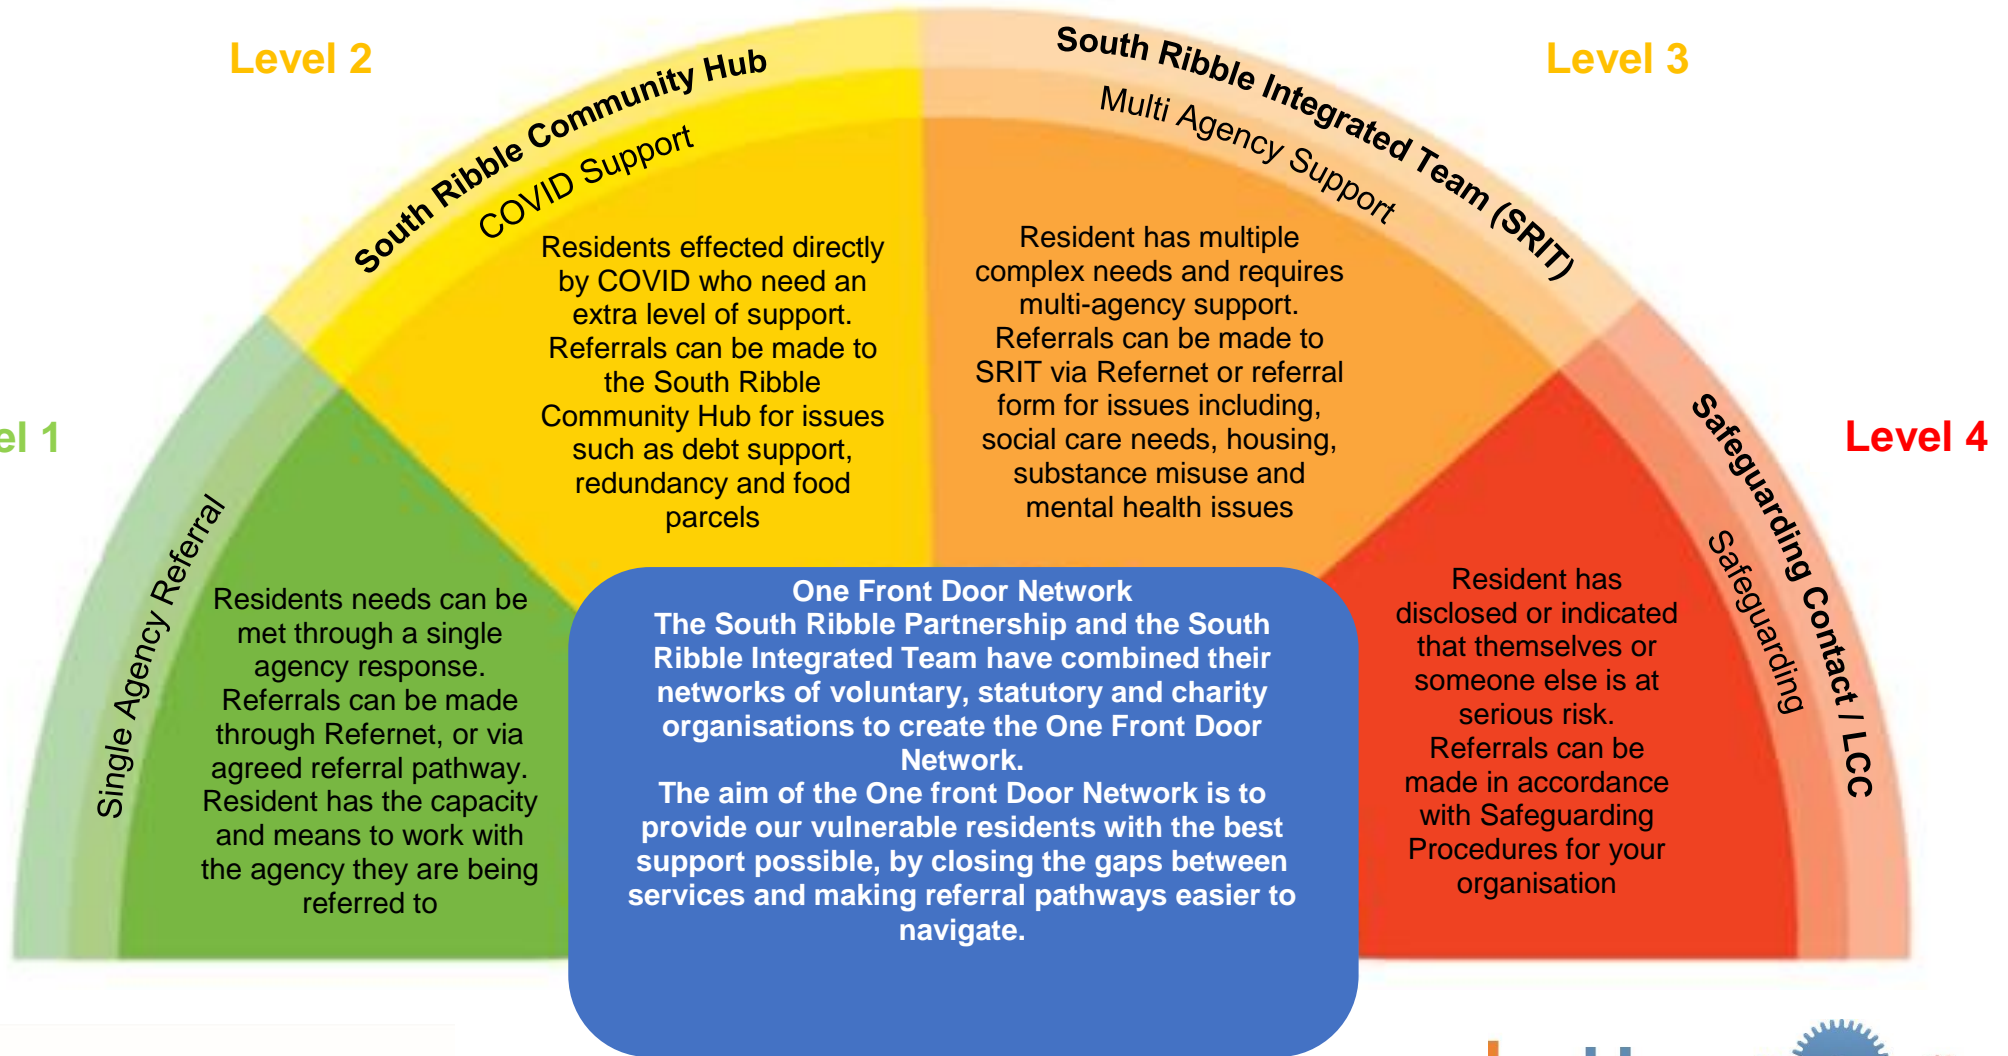 el 1
Single Agency Referral
Residents needs can be
met through a single
agency response.
Referrals can be made
through Refernet, or via
agreed referral pathway.
Resident has the capacity
and means to work with
the agency they are being
referred to
Level 2
South Ribble Community Hub
COVID Support
Residents effected directly
by COVID who need an
extra level of support.
Referrals can be made to
the South Ribble
Community Hub for issues
such as debt support,
redundancy and food
parcels
Level 3
South Ribble Integrated Team (SRIT)
Multi Agency Support
Resident has multiple
complex needs and requires
multi-agency support.
Referrals can be made to
SRIT via Refernet or referral
form for issues including,
social care needs, housing,
substance misuse and
mental health issues
Level 4
Safeguarding Contact / LCC
Safeguarding
Resident has
disclosed or indicated
that themselves or
someone else is at
serious risk.
Referrals can be
made in accordance
with Safeguarding
Procedures for your
organisation
One Front Door Network
The South Ribble Partnership and the South
Ribble Integrated Team have combined their
networks of voluntary, statutory and charity
organisations to create the One Front Door
Network.
The aim of the One front Door Network is to
provide our vulnerable residents with the best
support possible, by closing the gaps between
services and making referral pathways easier to
navigate.